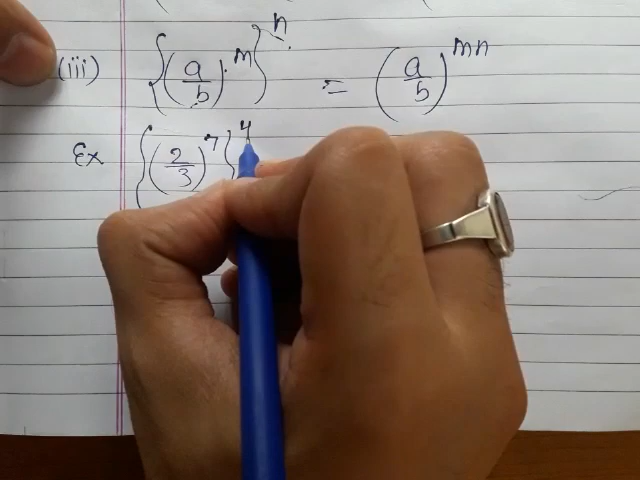 (iii) {(a/b)^m}^n = (a/b)^mn
Ex {(2/3)^7}^4